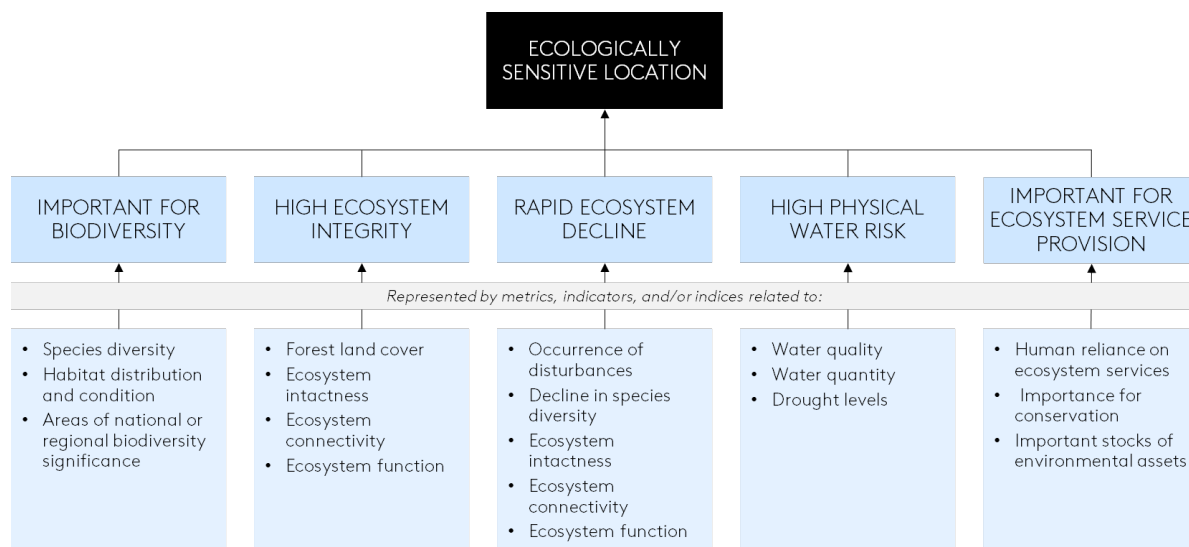 ECOLOGICALLY
SENSITIVE LOCATION
IMPORTANT FOR
BIODIVERSITY
HIGH ECOSYSTEM
INTEGRITY
RAPID ECOSYSTEM
DECLINE
HIGH PHYSICAL
WATER RISK
IMPORTANT FOR
ECOSYSTEM SERVICE
PROVISION
Represented by metrics, indicators, and/or indices related to:
• Species diversity
• Habitat distribution
and condition
• Areas of national or
regional biodiversity
significance
• Forest land cover
• Ecosystem
intactness
• Ecosystem
connectivity
• Ecosystem function
• Occurrence of
disturbances
• Decline in species
diversity
• Ecosystem
intactness
• Ecosystem
connectivity
• Ecosystem function
• Water quality
• Water quantity
• Drought levels
• Human reliance on
ecosystem services
• Importance for
conservation
• Important stocks of
environmental assets